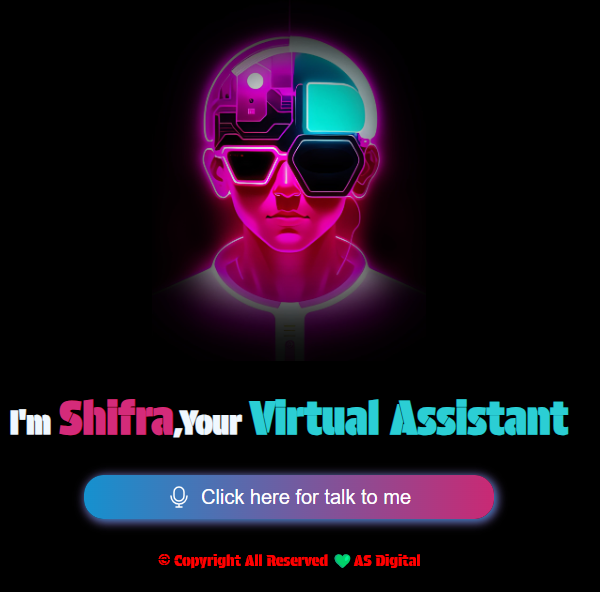 I'm Shifra,Your Virtual Assistant
Click here for talk to me
© Copyright All Reserved 💚 AS Digital